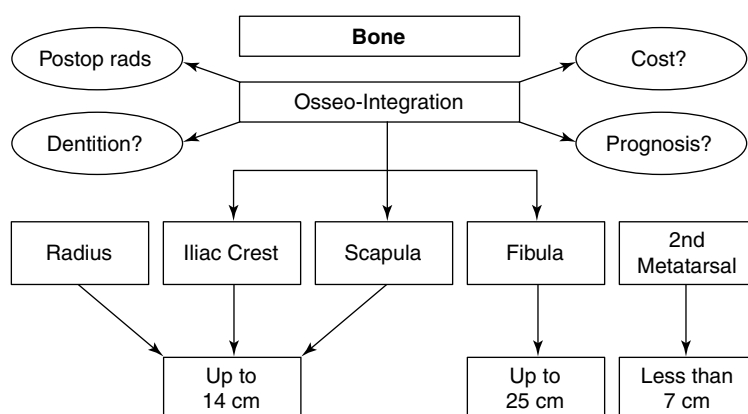 Bone
Postop rads
Cost?
Osseo-Integration
Dentition?
Prognosis?
Radius
Iliac Crest
Scapula
Fibula
2nd
Metatarsal
Up to
14 cm
Up to
25 cm
Less than
7 cm